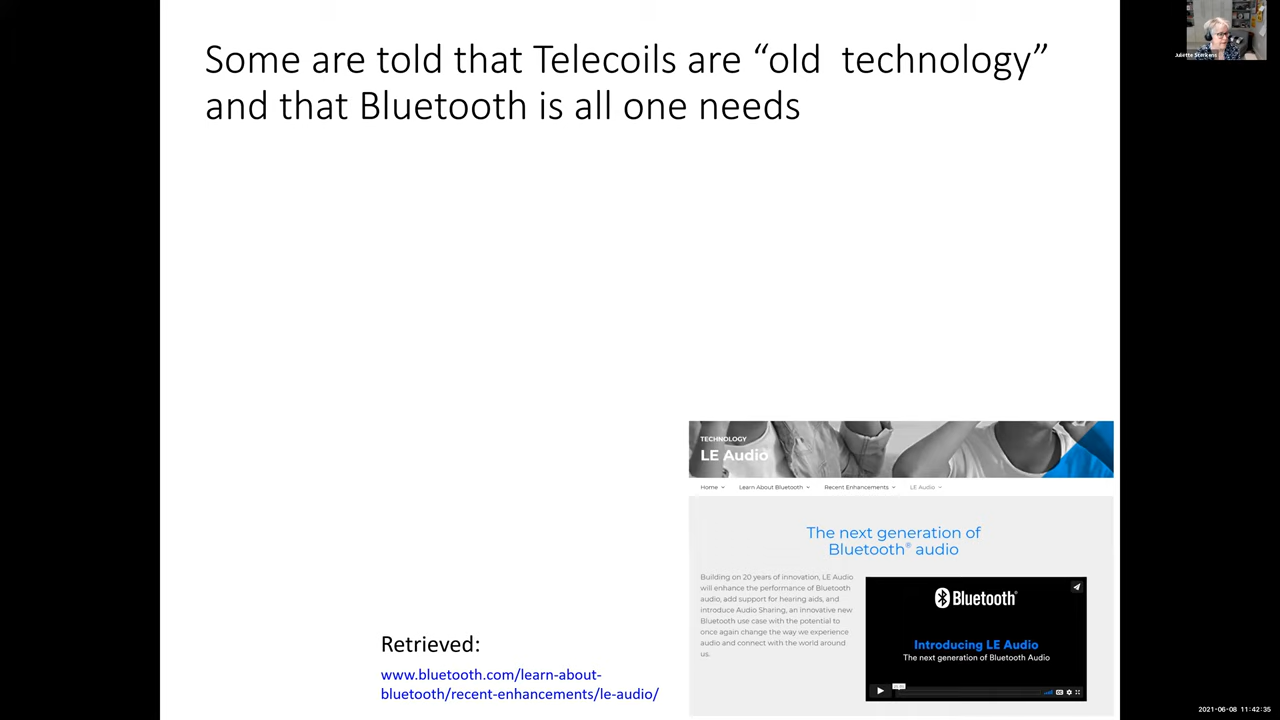 Some are told that Telecoils are “old  technology”
and that Bluetooth is all one needs
Juliette Sterkens
TECHNOLOGY
LE Audio
Home
Learn About Bluetooth
Recent Enhancements
LE Audio
The next generation of
Bluetooth® audio
Building on 20 years of innovation, LE Audio
will enhance the performance of Bluetooth
audio, add support for hearing aids, and
introduce Audio Sharing, an innovative new
Bluetooth use case with the potential to
once again change the way we experience
audio and connect with the world around
us.
Bluetooth®
Introducing LE Audio
The next generation of Bluetooth Audio
Retrieved:
www.bluetooth.com/learn-about-
bluetooth/recent-enhancements/le-audio/
2021-06-08 11:42:35